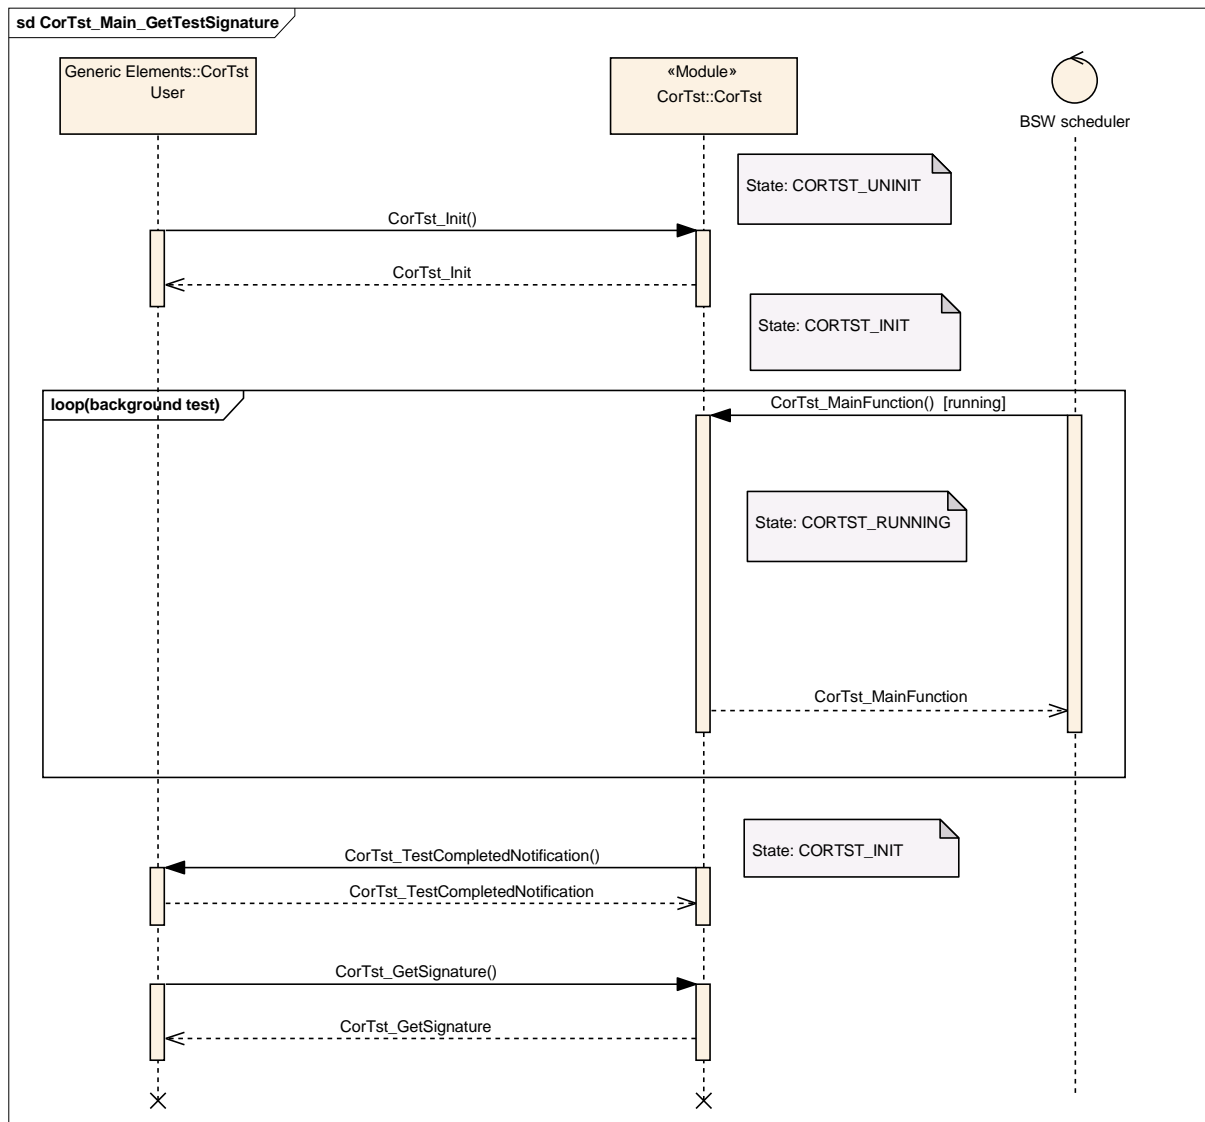 sd CorTst_Main_GetTestSignature
Generic Elements::CorTst
User
«Module»
CorTst::CorTst
BSW scheduler
State: CORTST_UNINIT
CorTst_Init()
CorTst_Init
State: CORTST_INIT
loop(background test)
CorTst_MainFunction() [running]
State: CORTST_RUNNING
CorTst_MainFunction
State: CORTST_INIT
CorTst_TestCompletedNotification()
CorTst_TestCompletedNotification
CorTst_GetSignature()
CorTst_GetSignature